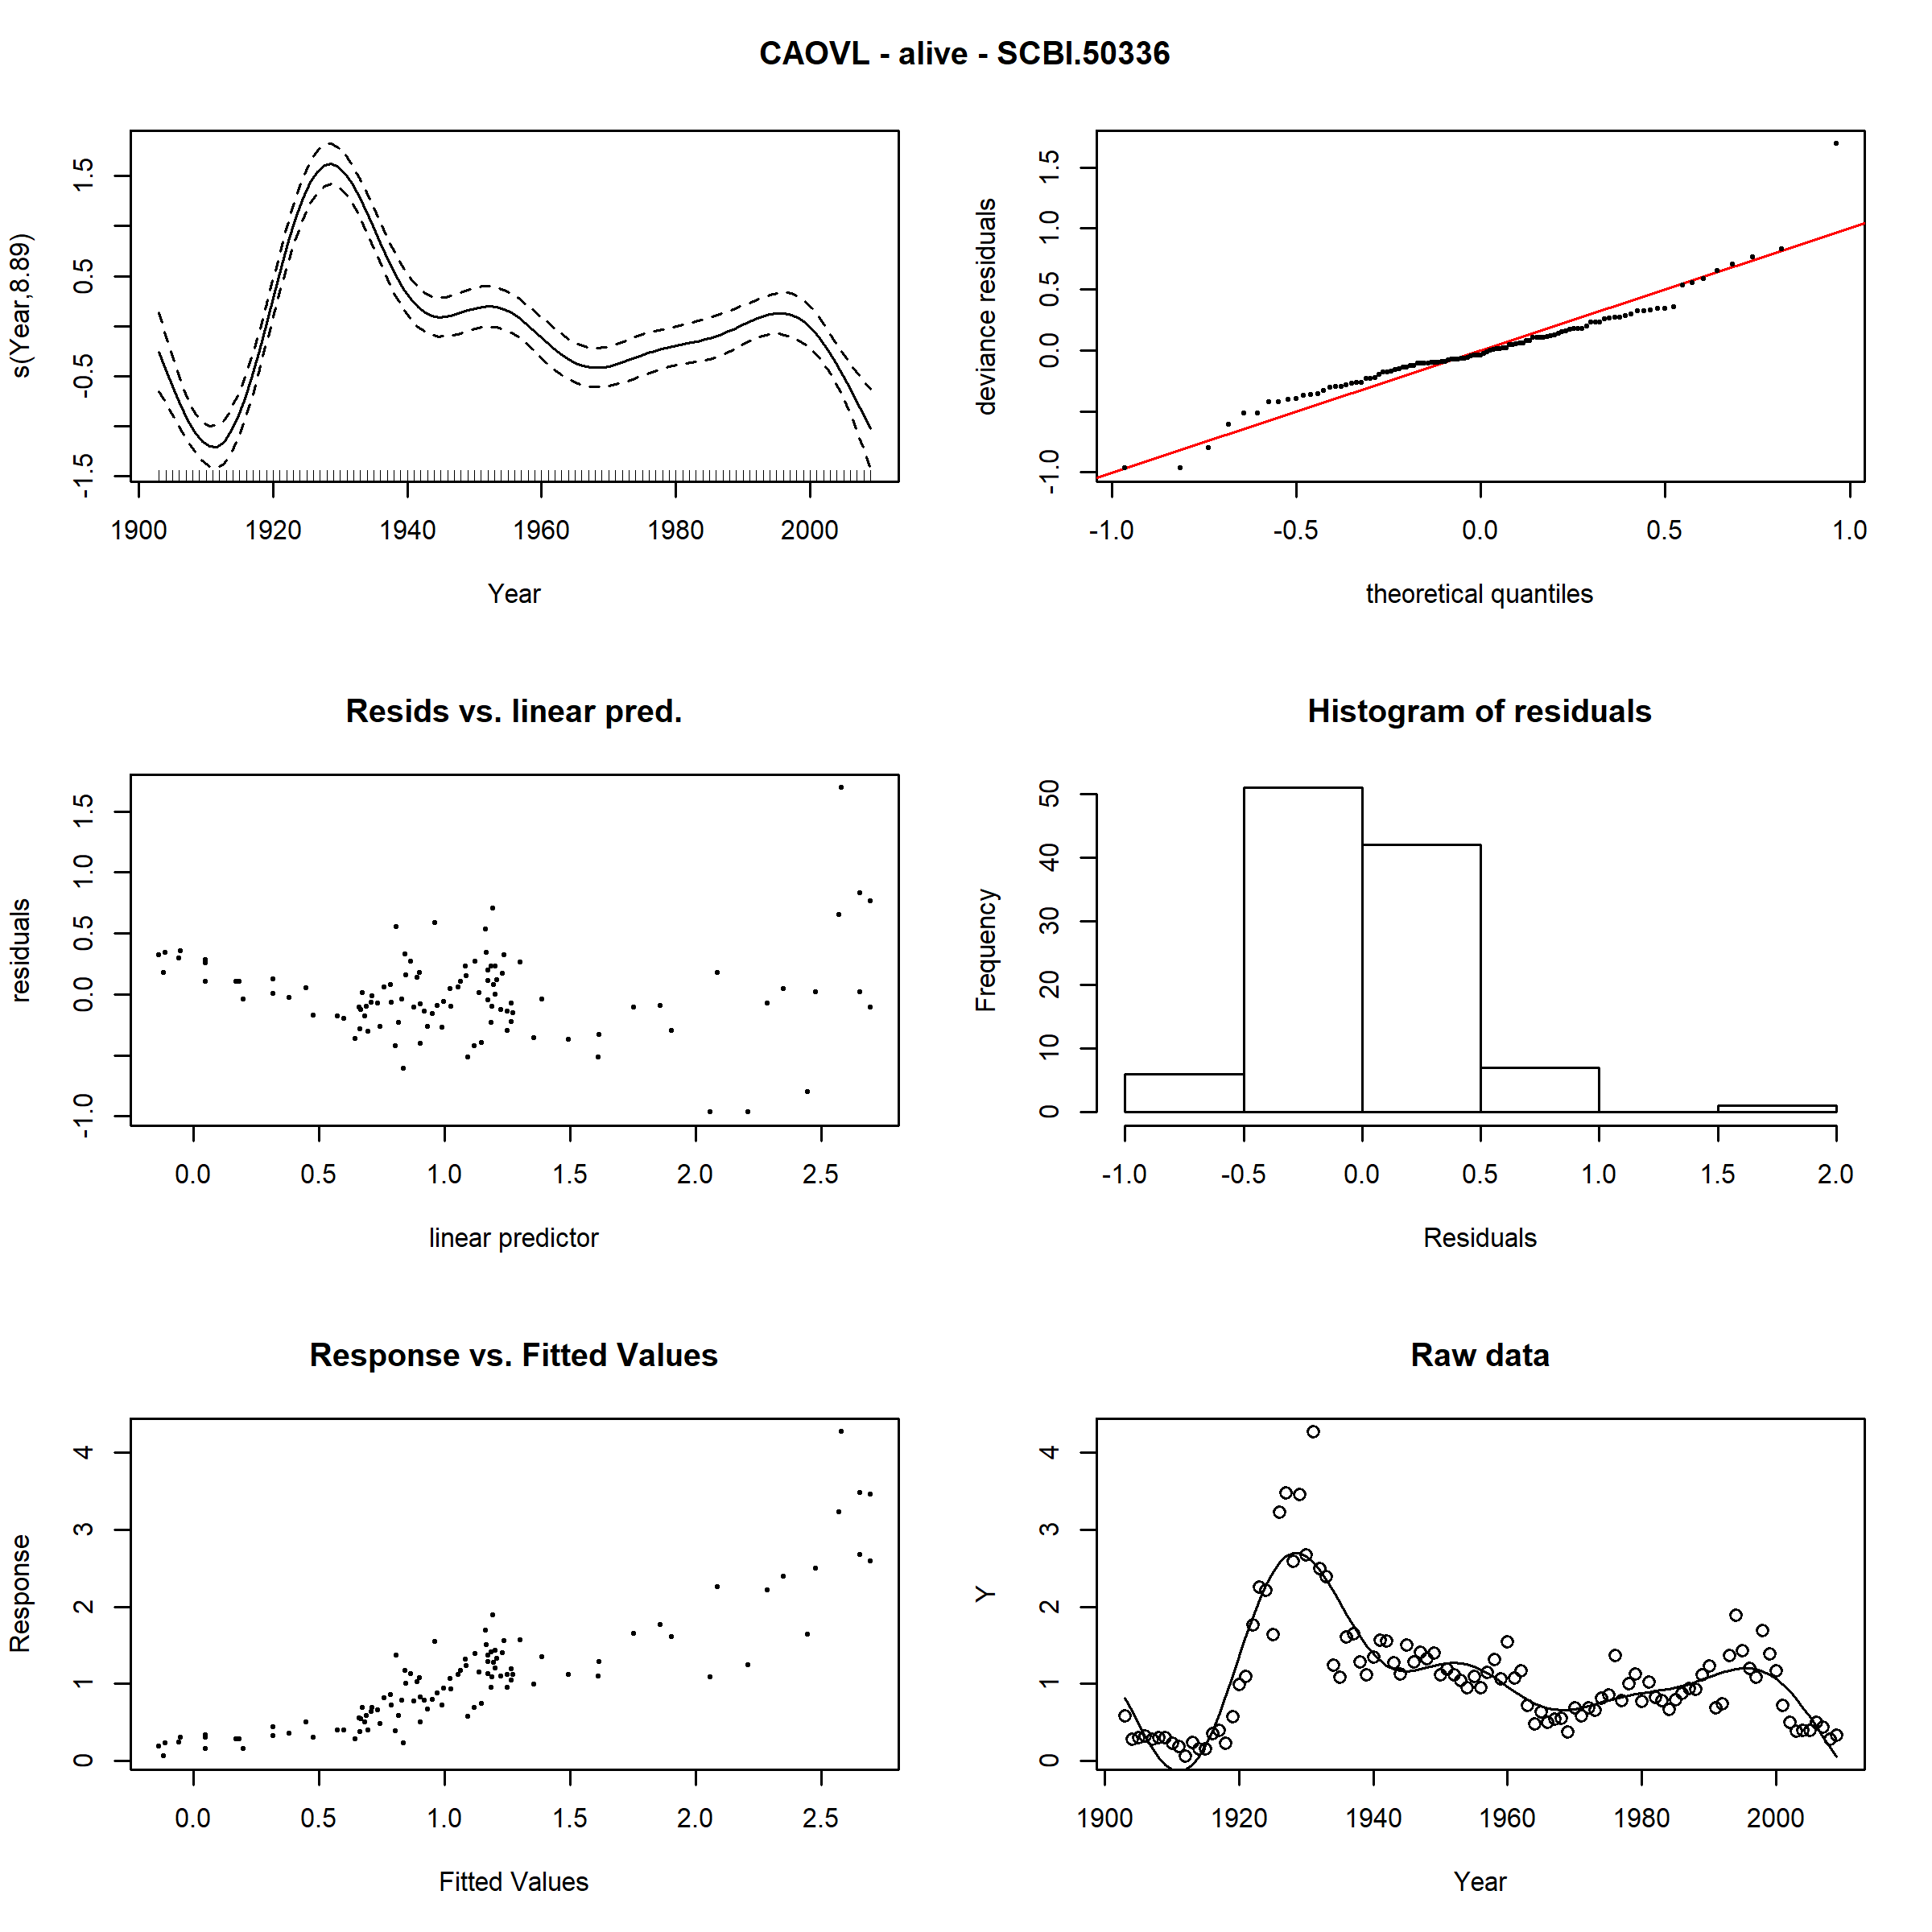 CAOVL - alive - SCBI.50336
s(Year,8.89)
-1.5 -0.5 0.5 1.5
1900 1920 1940 1960 1980 2000
Year
deviance residuals
-1.0 0.0 0.5 1.0 1.5
-1.0 -0.5 0.0 0.5 1.0
theoretical quantiles
Resids vs. linear pred.
residuals
-1.0 0.0 0.5 1.0 1.5
0.0 0.5 1.0 1.5 2.0 2.5
linear predictor
Histogram of residuals
Frequency
0 10 20 30 40 50
-1.0 -0.5 0.0 0.5 1.0 1.5 2.0
Residuals
Response vs. Fitted Values
Response
0 1 2 3 4
0.0 0.5 1.0 1.5 2.0 2.5
Fitted Values
Raw data
Y
0 1 2 3 4
1900 1920 1940 1960 1980 2000
Year